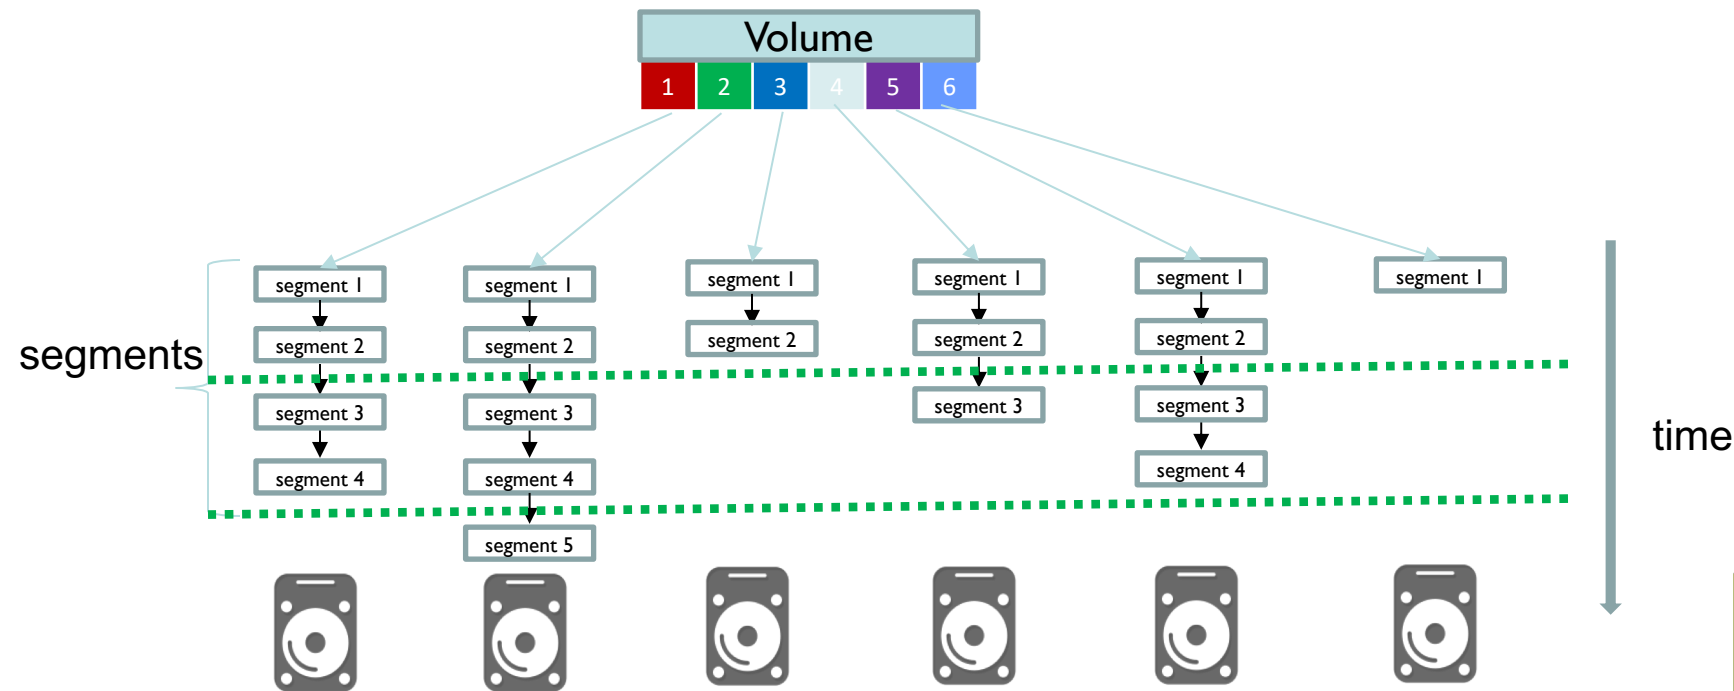 Volume
1 2 3 4 5 6
segment 1 segment 1 segment 1 segment 1 segment 1 segment 1
segment 2 segment 2 segment 2 segment 2 segment 2
segments
segment 3 segment 3 segment 3 segment 3
time
segment 4 segment 4 segment 4
segment 5